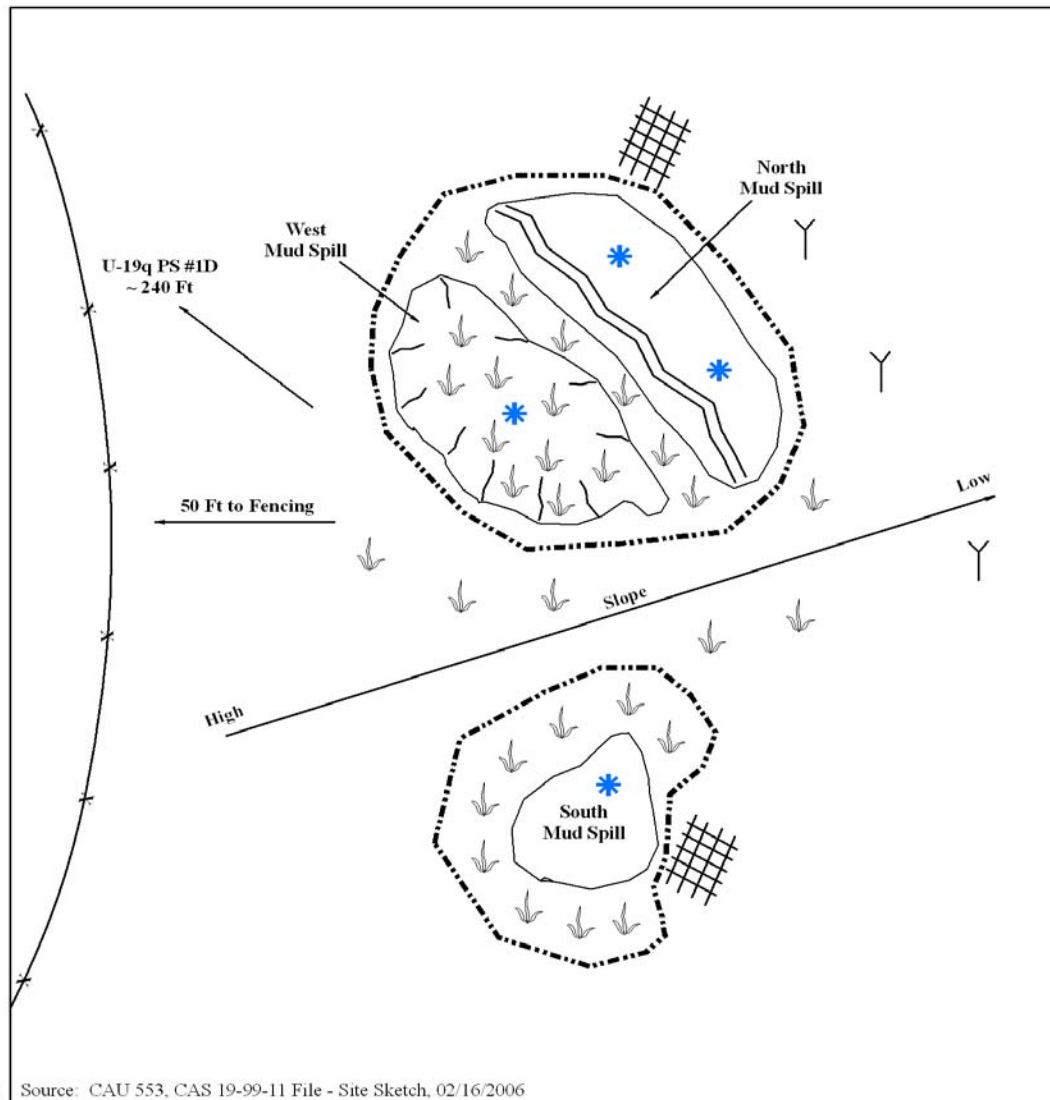 North
Mud Spill
West
Mud Spill
U-19q PS #1D
~ 240 Ft
50 Ft to Fencing
Low
Slope
High
South
Mud Spill
Source: CAU 553, CAS 19-99-11 File - Site Sketch, 02/16/2006